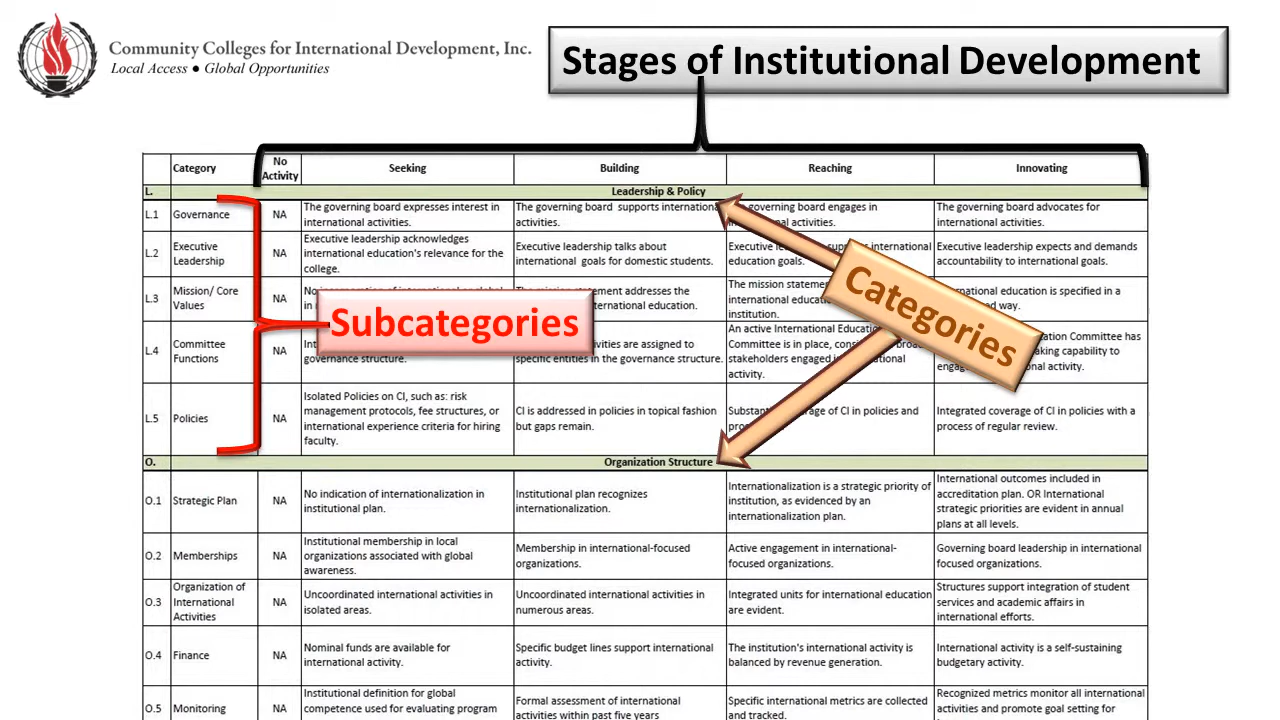 Community Colleges for International Development, Inc.
Local Access ● Global Opportunities
Stages of Institutional Development
Category
No
Activity
Seeking
Building
Reaching
Innovating
L.
Leadership & Policy
L.1
Governance
NA
The governing board expresses interest in
international activities.
The governing board supports internationa
activities.
governing board engages in
activities.
The governing board advocates for
international activities.
L.2
Executive
Leadership
NA
Executive leadership acknowledges
international education's relevance for the
college.
Executive leadership talks about
international goals for domestic students.
Executive international
education goals.
Executive leadership expects and demands
accountability to international goals.
L.3
Mission/ Core
Values
NA
The mission statement addresses the
education.
The mission
international
institution.
education is specified in a
way.
L.4
Committee
Functions
NA
governance structure.
are assigned to
specific entities in the governance structure.
An active International
Committee is in place,
stakeholders engaged
activity.
Committee has
capability to
activity.
L.5
Policies
NA
Isolated Policies on CI, such as: risk
management protocols, fee structures, or
international experience criteria for hiring
faculty.
CI is addressed in policies in topical fashion
but gaps remain.
of CI in policies and
Integrated coverage of CI in policies with a
process of regular review.
Subcategories
Categories
O.
Organization Structure
O.1
Strategic Plan
NA
No indication of internationalization in
institutional plan.
Institutional plan recognizes
internationalization.
Internationalization is a strategic priority of
institution, as evidenced by an
internationalization plan.
International outcomes included in
accreditation plan. OR International
strategic priorities are evident in annual
plans at all levels.
O.2
Memberships
NA
Institutional membership in local
organizations associated with global
awareness.
Membership in international-focused
organizations.
Active engagement in international-
focused organizations.
Governing board leadership in international
focused organizations.
O.3
Organization of
International
Activities
NA
Uncoordinated international activities in
isolated areas.
Uncoordinated international activities in
numerous areas.
Integrated units for international education
are evident.
Structures support integration of student
services and academic affairs in
international efforts.
O.4
Finance
NA
Nominal funds are available for
international activity.
Specific budget lines support international
activity.
The institution's international activity is
balanced by revenue generation.
International activity is a self-sustaining
budgetary activity.
O.5
Monitoring
NA
Institutional definition for global
competence used for evaluating program
Formal assessment of international
activities within past five years
Specific international metrics are collected
and tracked.
Recognized metrics monitor all international
activities and promote goal setting for